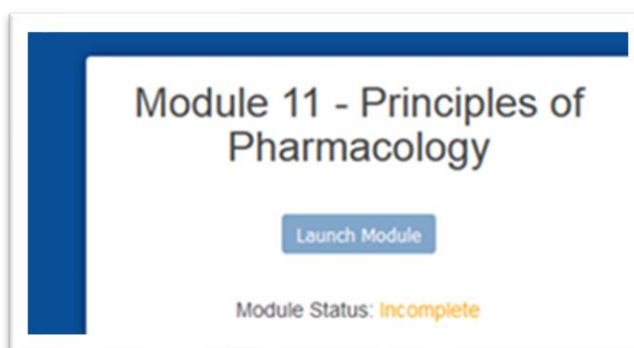 Module 11 - Principles of
Pharmacology
Launch Module
Module Status: Incomplete